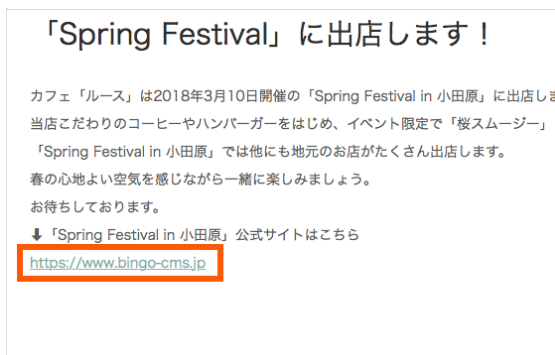 「Spring Festival」に出店します！
カフェ「ルース」は2018年3月10日開催の「Spring Festival in 小田原」に出店しま
当店こだわりのコーヒーやハンバーガーをはじめ、イベント限定で「桜スムージー」
「Spring Festival in 小田原」では他にも地元のお店がたくさん出店します。
春の心地よい空気を感じながら一緒に楽しみましょう。
お待ちしております。
⬇「Spring Festival in 小田原」公式サイトはこちら
https://www.bingo-cms.jp